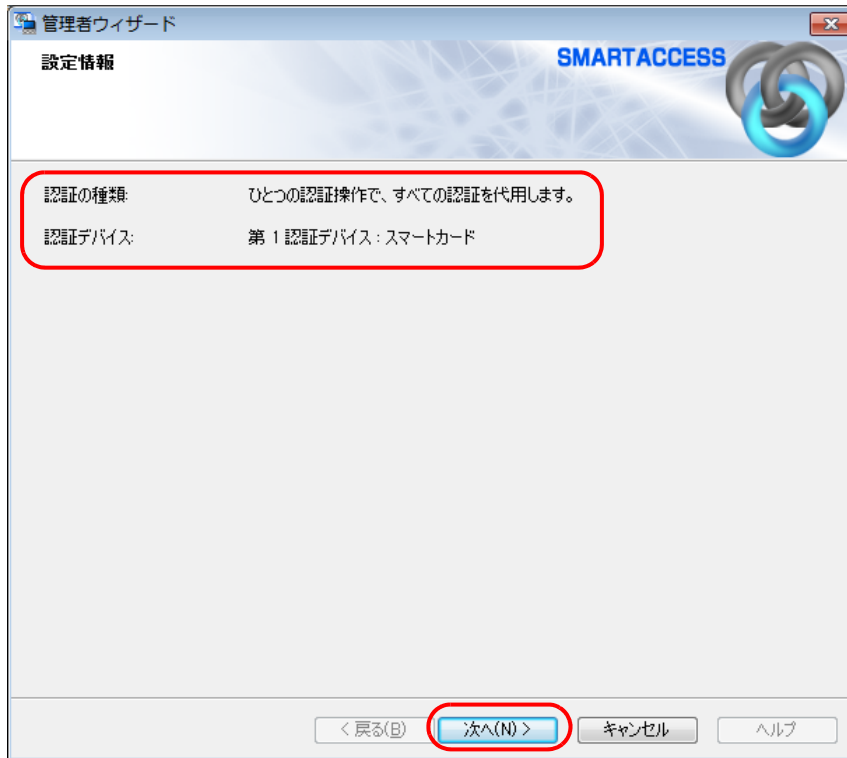 管理者ウィザード
設定情報
SMARTACCESS
認証の種類: ひとつの認証操作で、すべての認証を代用します。
認証デバイス: 第 1 認証デバイス : スマートカード
< 戻る(B) 次へ(N) > キャンセル ヘルプ